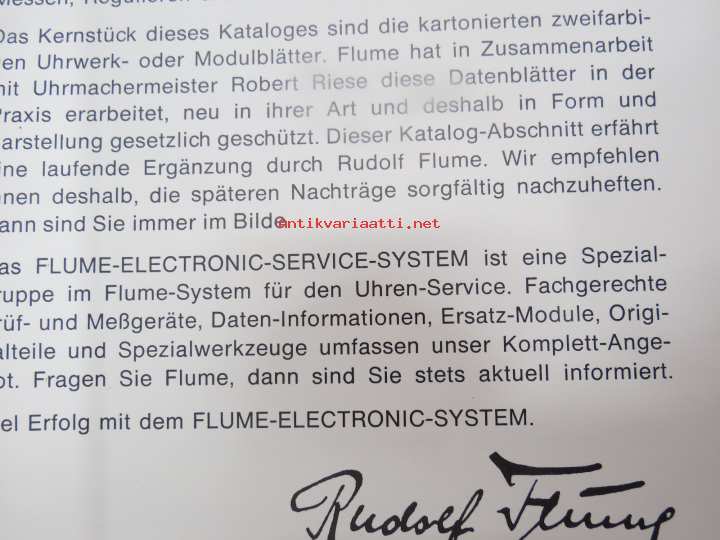 Messen, Regulieren
Das Kernstück dieses Kataloges sind die kartonierten zweifarbi-
en Uhrwerk- oder Modulblätter. Flume hat in Zusammenarbeit
mit Uhrmachermeister Robert Riese diese Datenblätter in der
Praxis erarbeitet, neu in ihrer Art und deshalb in Form und
arstellung gesetzlich geschützt. Dieser Katalog-Abschnitt erfährt
ine laufende Ergänzung durch Rudolf Flume. Wir empfehlen
hnen deshalb, die späteren Nachträge sorgfältig nachzuheften.
ann sind Sie immer im Bilde
antikvariaatti.net
as FLUME-ELECTRONIC-SERVICE-SYSTEM ist eine Spezial-
ruppe im Flume-System für den Uhren-Service. Fachgerechte
rüf- und Meßgeräte, Daten-Informationen, Ersatz-Module, Origi-
alteile und Spezialwerkzeuge umfassen unser Komplett-Ange-
ot. Fragen Sie Flume, dann sind Sie stets aktuell informiert.
iel Erfolg mit dem FLUME-ELECTRONIC-SYSTEM.
Rudolf Flume